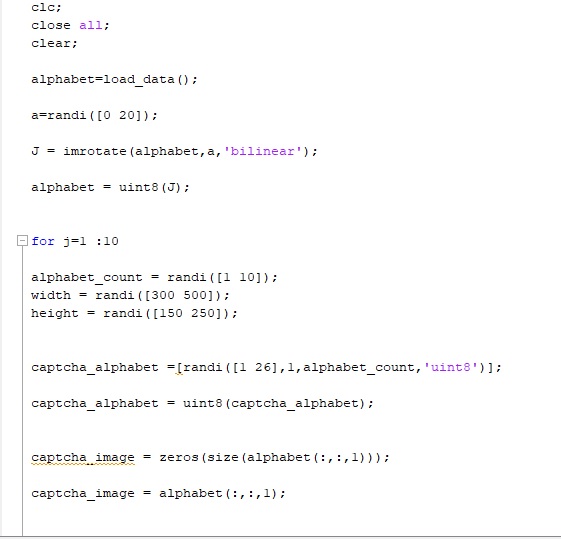 clc;
close all;
clear;
alphabet=load_data();
a=randi([0 20]);
J = imrotate(alphabet,a,'bilinear');
alphabet = uint8(J);
for j=1 :10
alphabet_count = randi([1 10]);
width = randi([300 500]);
height = randi([150 250]);
captcha_alphabet =[randi([1 26],1,alphabet_count,'uint8')];
captcha_alphabet = uint8(captcha_alphabet);
captcha_image = zeros(size(alphabet(:,:,1)));
captcha_image = alphabet(:,:,1);